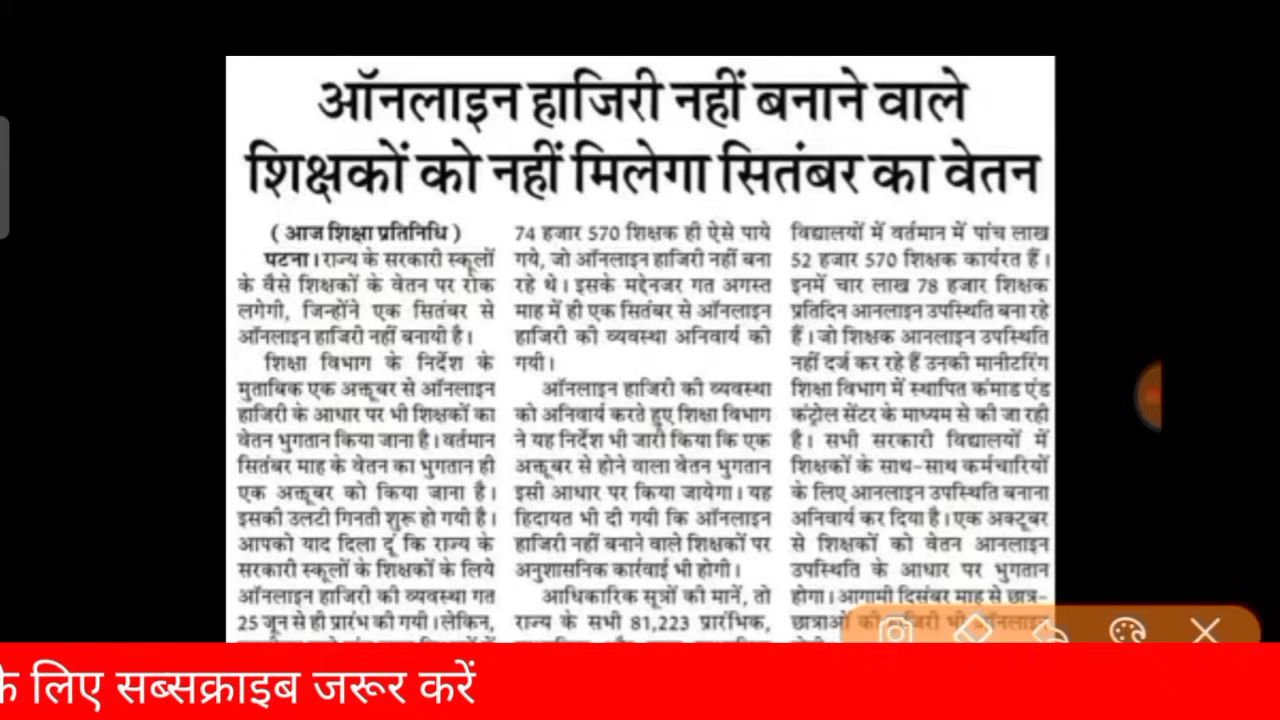 ऑनलाइन हाजिरी नहीं बनाने वाले
शिक्षकों को नहीं मिलेगा सितंबर का वेतन
( आज शिक्षा प्रतिनिधि )
पटना। राज्य के सरकारी स्कूलों
के वैसे शिक्षकों के वेतन पर रोक
लगेगी, जिन्होंने एक सितंबर से
ऑनलाइन हाजिरी नहीं बनायी है।
शिक्षा विभाग के निर्देश के
मुताबिक एक अक्तूबर से ऑनलाइन
हाजिरी के आधार पर भी शिक्षकों का
वेतन भुगतान किया जाना है। वर्तमान
सितंबर माह के वेतन का भुगतान ही
एक अक्तूबर को किया जाना है।
इसकी उलटी गिनती शुरू हो गयी है।
आपको याद दिला दूं कि राज्य के
सरकारी स्कूलों के शिक्षकों के लिये
ऑनलाइन हाजिरी की व्यवस्था गत
25 जून से ही प्रारंभ की गयी। लेकिन,
74 हजार 570 शिक्षक ही ऐसे पाये
गये, जो ऑनलाइन हाजिरी नहीं बना
रहे थे। इसके मद्देनजर गत अगस्त
माह में ही एक सितंबर से ऑनलाइन
हाजिरी की व्यवस्था अनिवार्य की
गयी।
ऑनलाइन हाजिरी की व्यवस्था
को अनिवार्य करते हुए शिक्षा विभाग
ने यह निर्देश भी जारी किया कि एक
अक्तूबर से होने वाला वेतन भुगतान
इसी आधार पर किया जायेगा। यह
हिदायत भी दी गयी कि ऑनलाइन
हाजिरी नहीं बनाने वाले शिक्षकों पर
अनुशासनिक कार्रवाई भी होगी।
आधिकारिक सूत्रों की मानें, तो
राज्य के सभी 81,223 प्रारंभिक,
विद्यालयों में वर्तमान में पांच लाख
52 हजार 570 शिक्षक कार्यरत हैं।
इनमें चार लाख 78 हजार शिक्षक
प्रतिदिन आनलाइन उपस्थिति बना रहे
हैं। जो शिक्षक आनलाइन उपस्थिति
नहीं दर्ज कर रहे हैं उनकी मानीटरिंग
शिक्षा विभाग में स्थापित कंमाड एंड
कंट्रोल सेंटर के माध्यम से की जा रही
है। सभी सरकारी विद्यालयों में
शिक्षकों के साथ-साथ कर्मचारियों
के लिए आनलाइन उपस्थिति बनाना
अनिवार्य कर दिया है। एक अक्टूबर
से शिक्षकों को वेतन आनलाइन
उपस्थिति के आधार पर भुगतान
होगा। आगामी दिसंबर माह से छात्र-
छात्राओं की हाजिरी भी ऑनलाइन
के लिए सब्सक्राइब जरूर करें